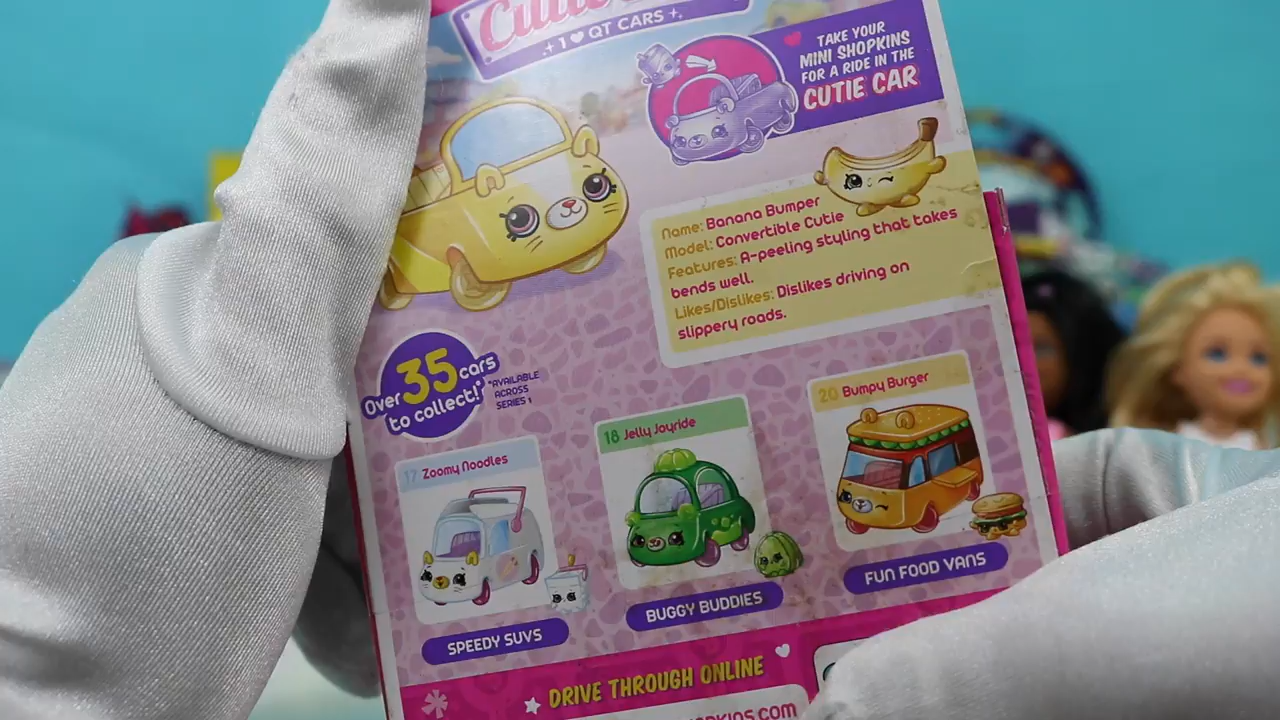 1 QT CARS
TAKE YOUR
MINI SHOPKINS
FOR A RIDE IN THE
CUTIE CAR
Name: Banana Bumper
Model: Convertible Cutie
Features: A-peeling styling that takes
bends well.
Likes/Dislikes: Dislikes driving on
slippery roads.
Over 35 cars
to collect!*
*AVAILABLE
ACROSS
SERIES 1
17 Zoomy Noodles
18 Jelly Joyride
20 Bumpy Burger
SPEEDY SUVS
BUGGY BUDDIES
FUN FOOD VANS
DRIVE THROUGH ONLINE